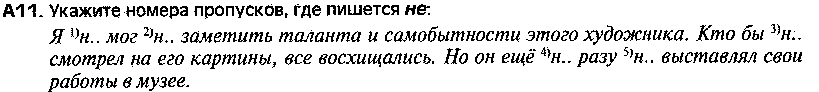 А11. Укажите номера пропусков, где пишется не:
Я ¹⁾н.. мог ²⁾н.. заметить таланта и самобытности этого художника. Кто бы ³⁾н..
смотрел на его картины, все восхищались. Но он ещё ⁴⁾н.. разу ⁵⁾н.. выставлял свои
работы в музее.